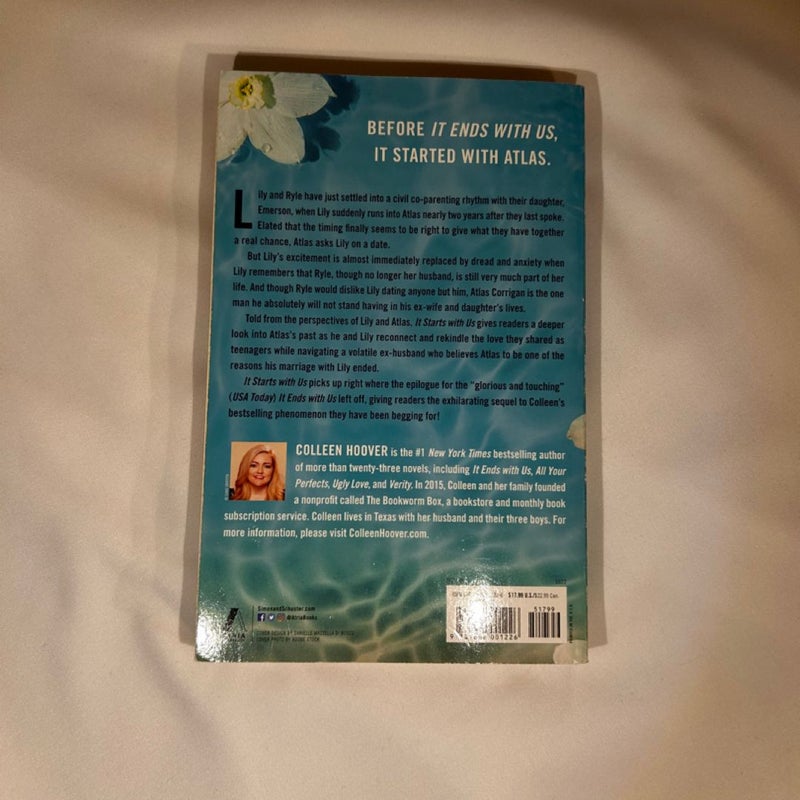 BEFORE IT ENDS WITH US,
IT STARTED WITH ATLAS.
Lily and Ryle have just settled into a civil co-parenting rhythm with their daughter,
Emerson, when Lily suddenly runs into Atlas nearly two years after they last spoke.
Elated that the timing finally seems to be right to give what they have together
a real chance, Atlas asks Lily on a date.
But Lily's excitement is almost immediately replaced by dread and anxiety when
Lily remembers that Ryle, though no longer her husband, is still very much part of her
life. And though Ryle would dislike Lily dating anyone but him, Atlas Corrigan is the one
man he absolutely will not stand having in his ex-wife and daughter's lives.
Told from the perspectives of Lily and Atlas, It Starts with Us gives readers a deeper
look into Atlas's past as he and Lily reconnect and rekindle the love they shared as
teenagers while navigating a volatile ex-husband who believes Atlas to be one of the
reasons his marriage with Lily ended.
It Starts with Us picks up right where the epilogue for the "glorious and touching"
(USA Today) It Ends with Us left off, giving readers the exhilarating sequel to Colleen's
bestselling phenomenon they have been begging for!
COLLEEN HOOVER is the #1 New York Times bestselling author
of more than twenty-three novels, including It Ends with Us, All Your
Perfects, Ugly Love, and Verity. In 2015, Colleen and her family founded
a nonprofit called The Bookworm Box, a bookstore and monthly book
subscription service. Colleen lives in Texas with her husband and their three boys. For
more information, please visit ColleenHoover.com.
SimonandSchuster.com
@AtriaBooks
COVER DESIGN BY
COVER PHOTO BY ADOBE STOCK
ATRIA
$17.99 U.S./$22.99 Can.
51799
001226